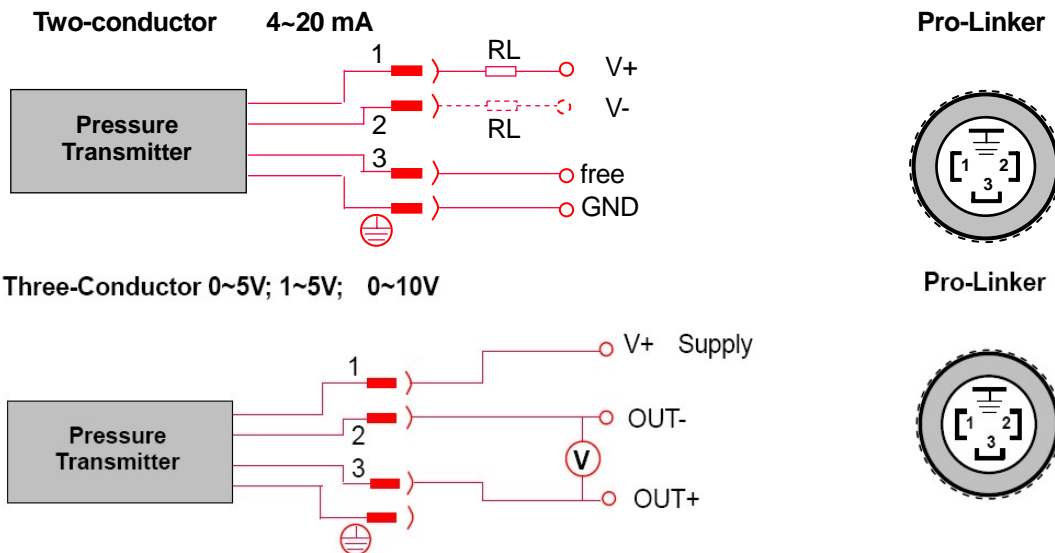 Two-conductor 4~20 mA
Pro-Linker
1 RL V+
Pressure
Transmitter
2 RL V-
3 free
GND
1 2
3
Three-Conductor 0~5V; 1~5V; 0~10V
Pro-Linker
1 V+ Supply
Pressure
Transmitter
2 OUT-
V
3 OUT+
1 2
3